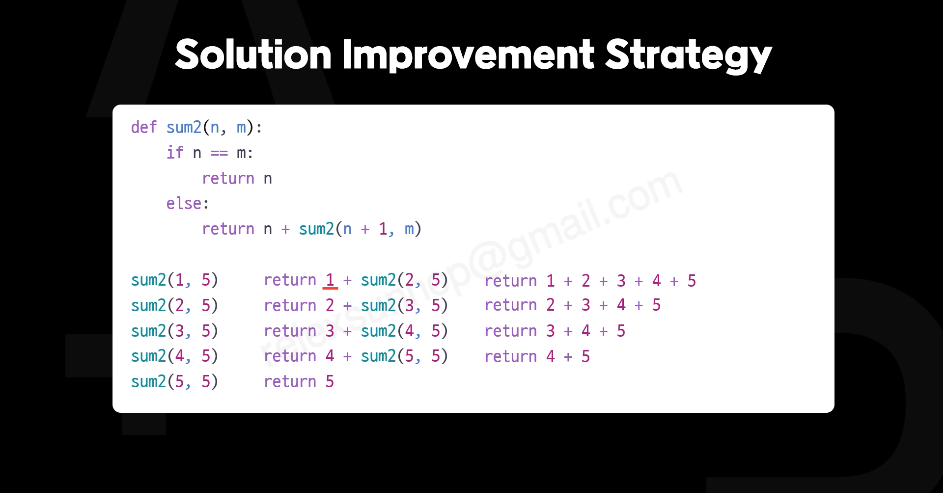 Solution Improvement Strategy
def sum2(n, m):
    if n == m:
        return n
    else:
        return n + sum2(n + 1, m)
sum2(1, 5) return 1 + sum2(2, 5) return 1 + 2 + 3 + 4 + 5
sum2(2, 5) return 2 + sum2(3, 5) return 2 + 3 + 4 + 5
sum2(3, 5) return 3 + sum2(4, 5) return 3 + 4 + 5
sum2(4, 5) return 4 + sum2(5, 5) return 4 + 5
sum2(5, 5) return 5